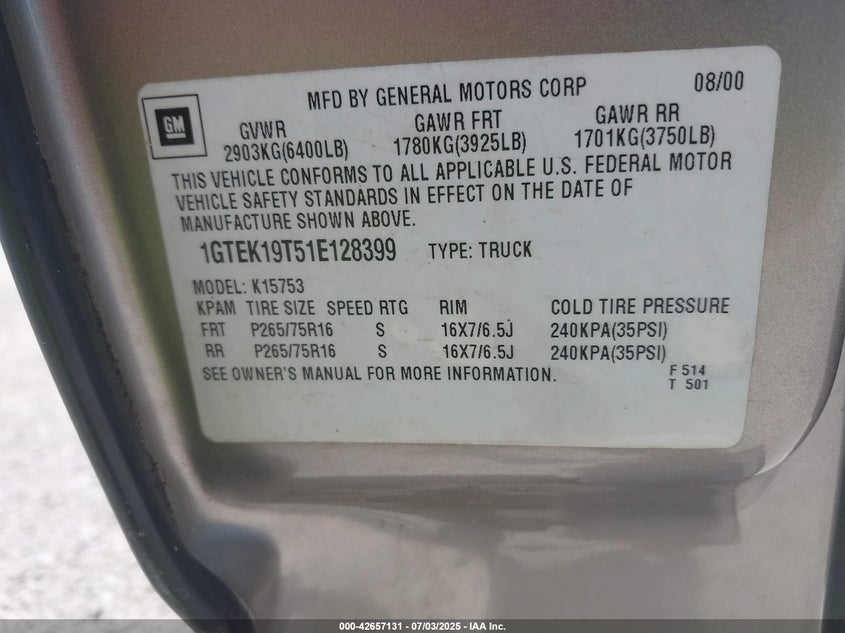 MFD BY GENERAL MOTORS CORP 08/00
GM
GVWR GAWR FRT GAWR RR
2903KG(6400LB) 1780KG(3925LB) 1701KG(3750LB)
THIS VEHICLE CONFORMS TO ALL APPLICABLE U.S. FEDERAL MOTOR
VEHICLE SAFETY STANDARDS IN EFFECT ON THE DATE OF
MANUFACTURE SHOWN ABOVE.
1GTEK19T51E128399 TYPE: TRUCK
MODEL: K15753
KPAM TIRE SIZE SPEED RTG RIM COLD TIRE PRESSURE
FRT P265/75R16 S 16X7/6.5J 240KPA(35PSI)
RR P265/75R16 S 16X7/6.5J 240KPA(35PSI)
SEE OWNER'S MANUAL FOR MORE INFORMATION.
F 514
T 501
000-42657131 - 07/03/2025 - IAA Inc.